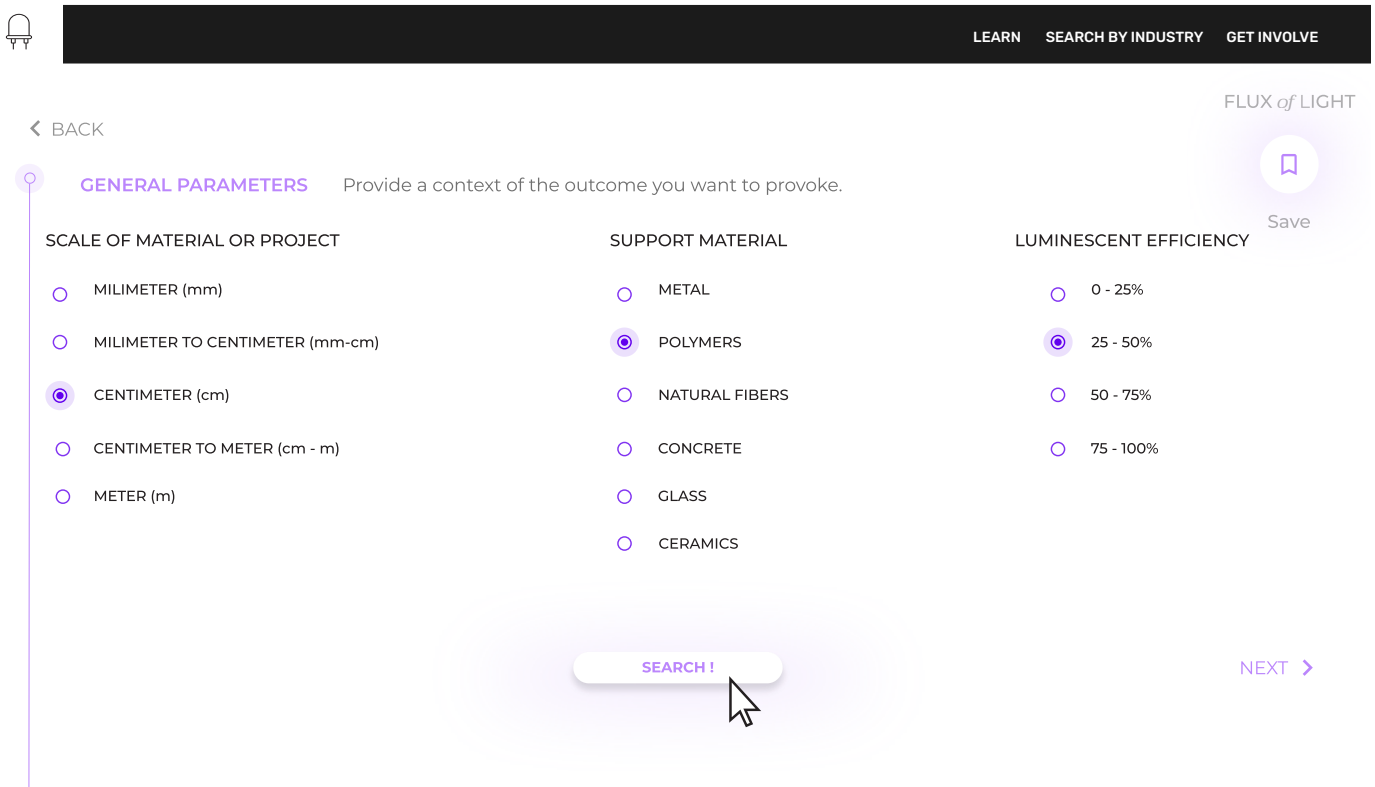 LEARN SEARCH BY INDUSTRY GET INVOLVE
FLUX of LIGHT
BACK
GENERAL PARAMETERS Provide a context of the outcome you want to provoke.
Save
SCALE OF MATERIAL OR PROJECT
MILIMETER (mm)
MILIMETER TO CENTIMETER (mm-cm)
CENTIMETER (cm)
CENTIMETER TO METER (cm - m)
METER (m)
SUPPORT MATERIAL
METAL
POLYMERS
NATURAL FIBERS
CONCRETE
GLASS
CERAMICS
LUMINESCENT EFFICIENCY
0 - 25%
25 - 50%
50 - 75%
75 - 100%
SEARCH !
NEXT